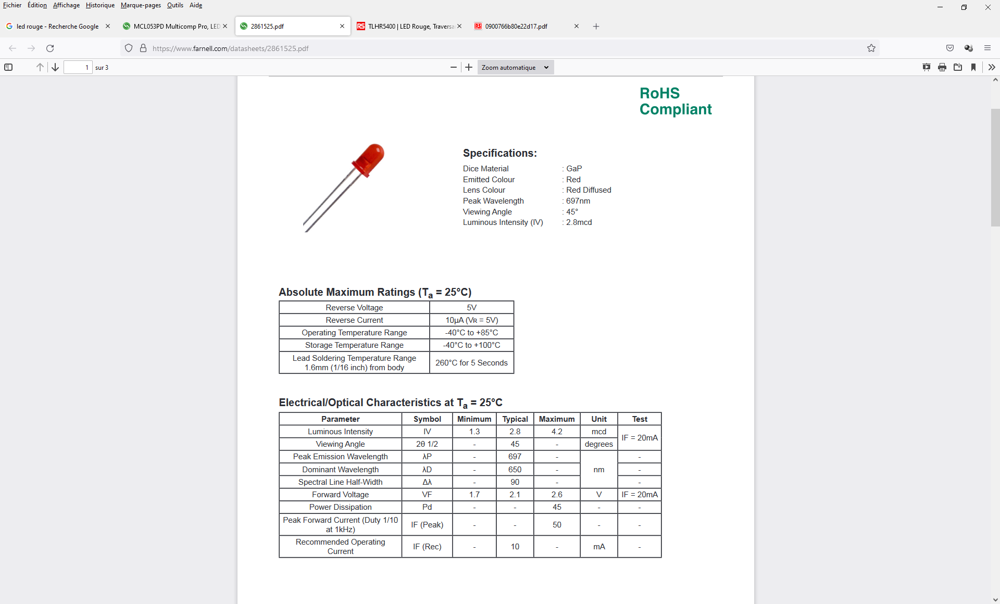 Fichier Édition Affichage Historique Marque-pages Outils Aide
led rouge - Recherche Google
MCL053PD Multicomp Pro, LED
2861525.pdf
TLHR5400 | LED Rouge, Traversa
0900766b80e22d17.pdf
https://www.farnell.com/datasheets/2861525.pdf
1 sur 3
Zoom automatique
RoHS
Compliant
Specifications:
Dice Material : GaP
Emitted Colour : Red
Lens Colour : Red Diffused
Peak Wavelength : 697nm
Viewing Angle : 45°
Luminous Intensity (IV) : 2.8mcd
Absolute Maximum Ratings (Ta = 25°C)
Reverse Voltage 5V
Reverse Current 10µA (VR = 5V)
Operating Temperature Range -40°C to +85°C
Storage Temperature Range -40°C to +100°C
Lead Soldering Temperature Range
1.6mm (1/16 inch) from body 260°C for 5 Seconds
Electrical/Optical Characteristics at Ta = 25°C
Parameter Symbol Minimum Typical Maximum Unit Test
Luminous Intensity IV 1.3 2.8 4.2 mcd IF = 20mA
Viewing Angle 2θ 1/2 - 45 - degrees
Peak Emission Wavelength λP - 697 - nm -
Dominant Wavelength λD - 650 - -
Spectral Line Half-Width Δλ - 90 - -
Forward Voltage VF 1.7 2.1 2.6 V IF = 20mA
Power Dissipation Pd - - 45 - -
Peak Forward Current (Duty 1/10
at 1kHz) IF (Peak) - - 50 - -
Recommended Operating
Current IF (Rec) - 10 - mA -